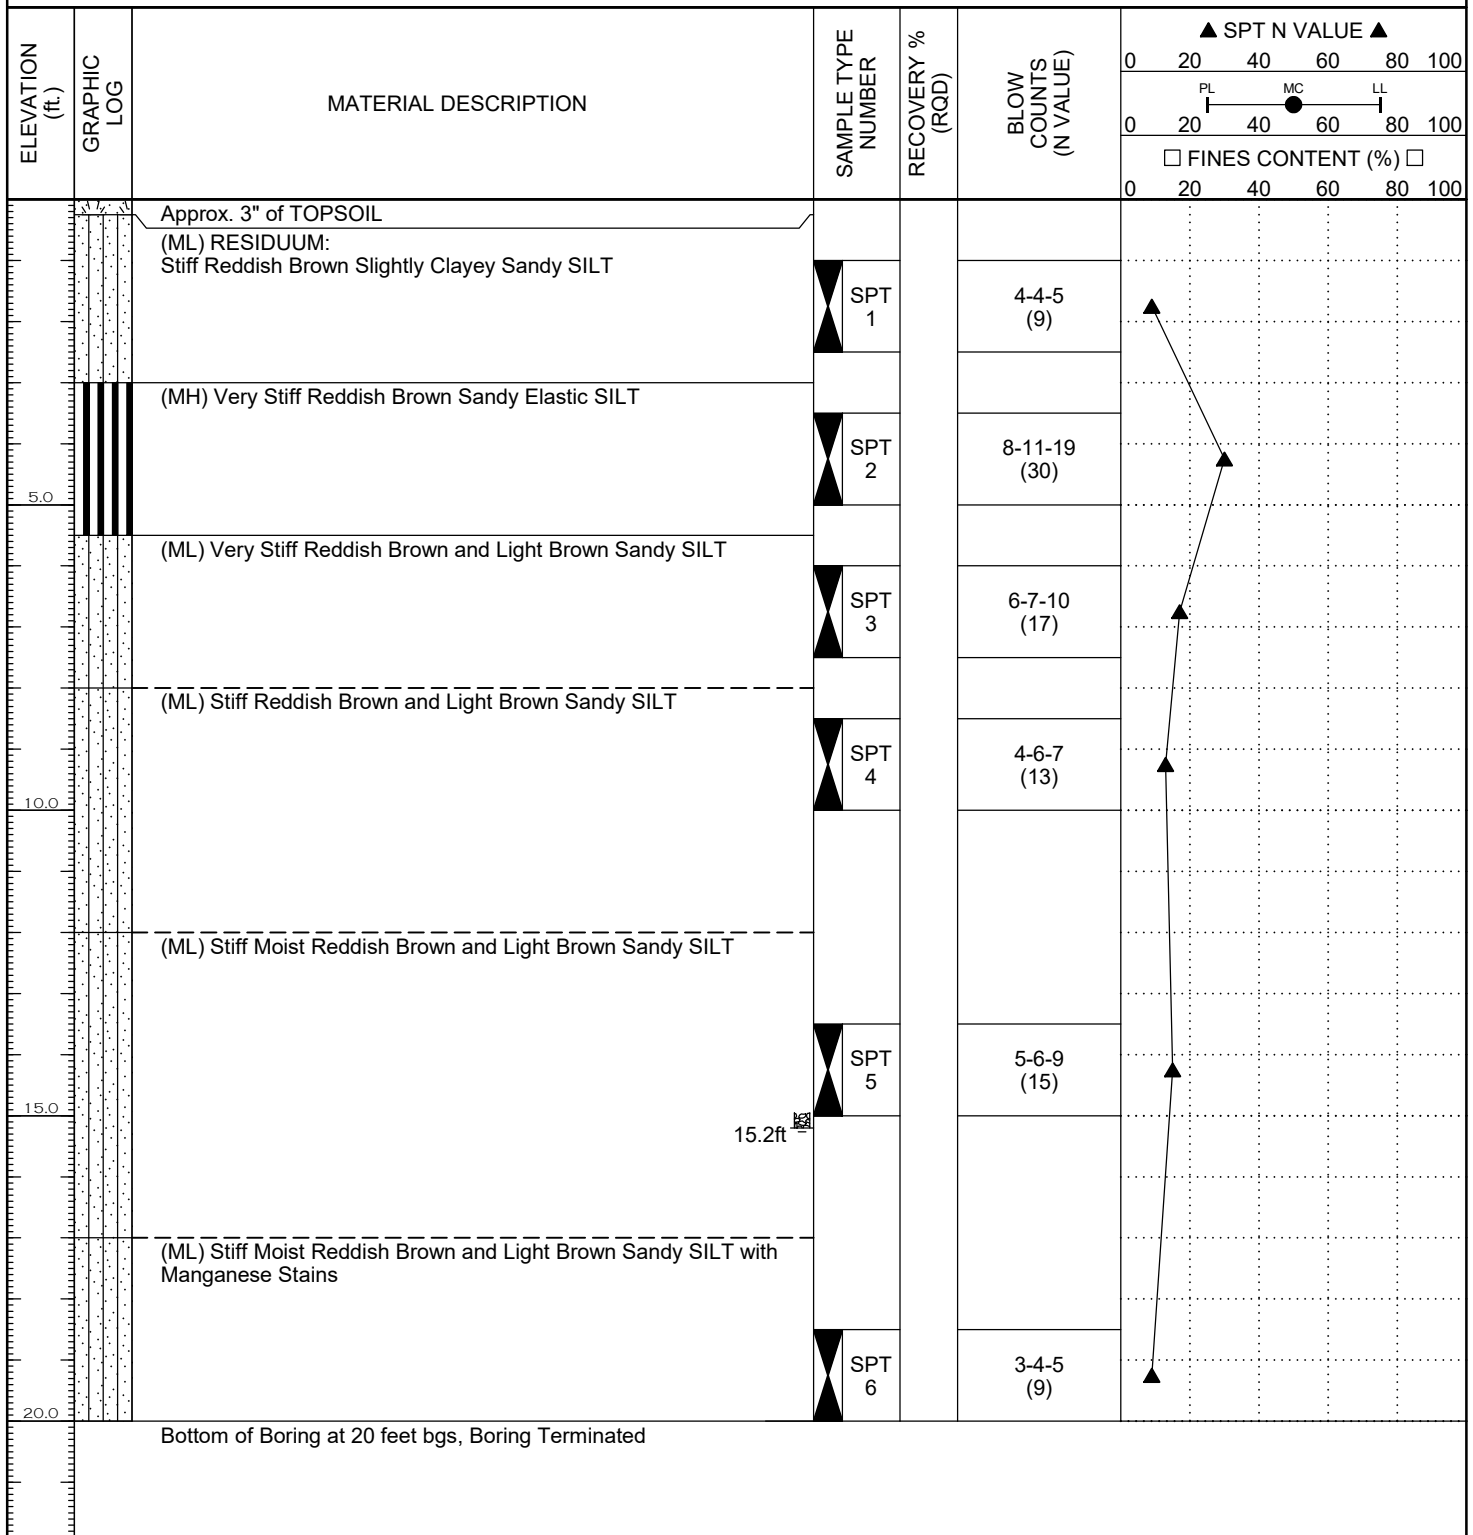 ELEVATION
(ft.)
GRAPHIC
LOG
MATERIAL DESCRIPTION
SAMPLE TYPE
NUMBER
RECOVERY %
(RQD)
BLOW
COUNTS
(N VALUE)
▲ SPT N VALUE ▲
0 20 40 60 80 100
PL MC LL
0 20 40 60 80 100
□ FINES CONTENT (%) □
0 20 40 60 80 100
Approx. 3" of TOPSOIL
(ML) RESIDUUM:
Stiff Reddish Brown Slightly Clayey Sandy SILT
SPT
1
4-4-5
(9)
(MH) Very Stiff Reddish Brown Sandy Elastic SILT
SPT
2
8-11-19
(30)
5.0
(ML) Very Stiff Reddish Brown and Light Brown Sandy SILT
SPT
3
6-7-10
(17)
(ML) Stiff Reddish Brown and Light Brown Sandy SILT
SPT
4
4-6-7
(13)
10.0
(ML) Stiff Moist Reddish Brown and Light Brown Sandy SILT
SPT
5
5-6-9
(15)
15.0
15.2ft
(ML) Stiff Moist Reddish Brown and Light Brown Sandy SILT with
Manganese Stains
SPT
6
3-4-5
(9)
20.0
Bottom of Boring at 20 feet bgs, Boring Terminated